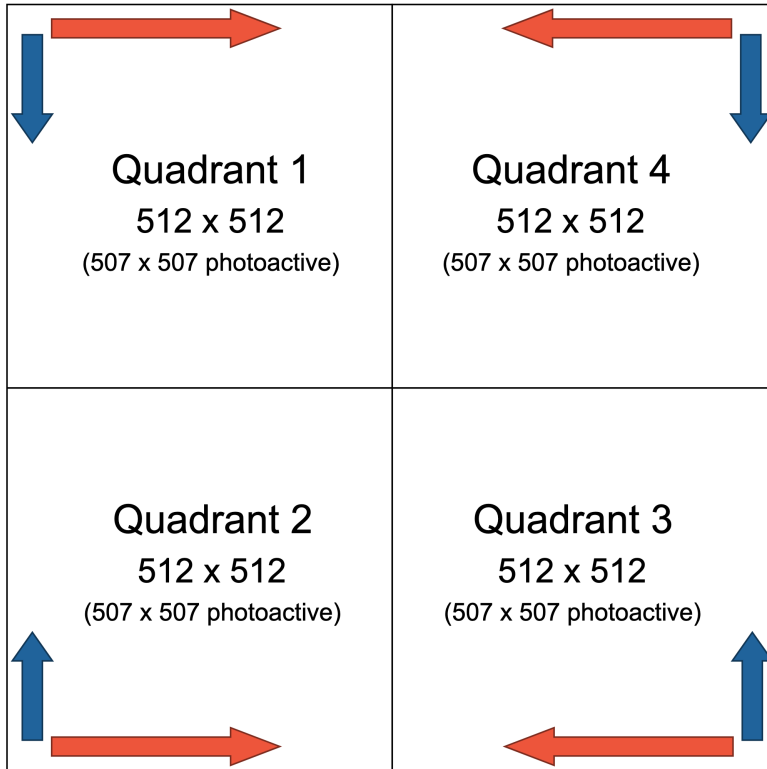 Quadrant 1
512 x 512
(507 x 507 photoactive)
Quadrant 4
512 x 512
(507 x 507 photoactive)
Quadrant 2
512 x 512
(507 x 507 photoactive)
Quadrant 3
512 x 512
(507 x 507 photoactive)